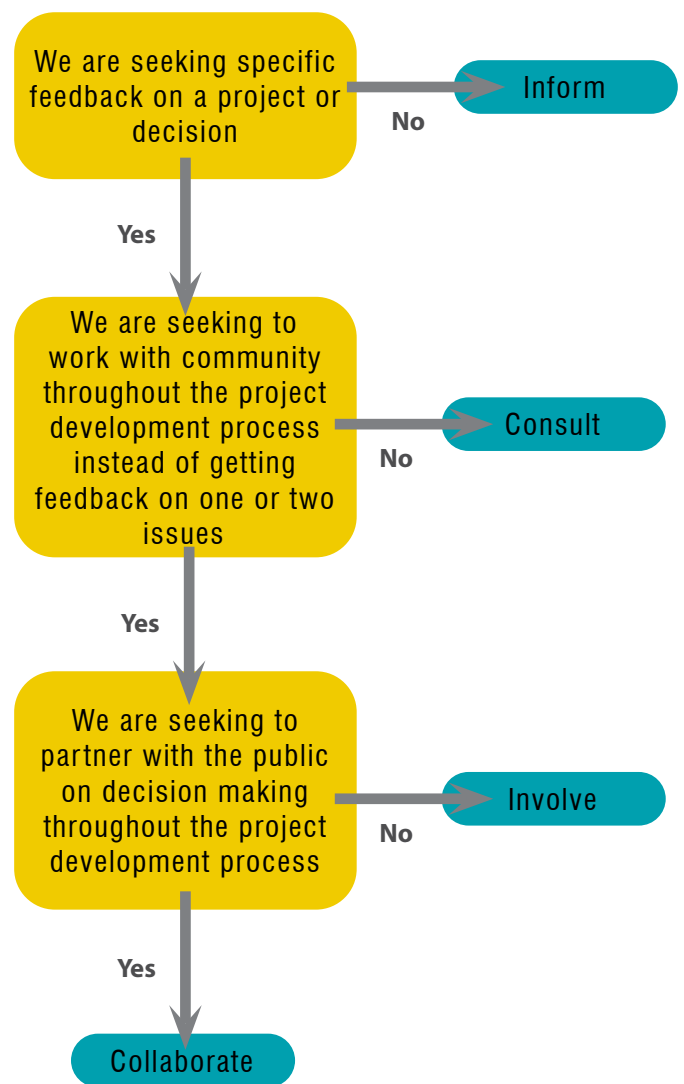 We are seeking specific
feedback on a project or
decision
Inform
No
Yes
We are seeking to
work with community
throughout the project
development process
instead of getting
feedback on one or two
issues
Consult
No
Yes
We are seeking to
partner with the public
on decision making
throughout the project
development process
Involve
No
Yes
Collaborate